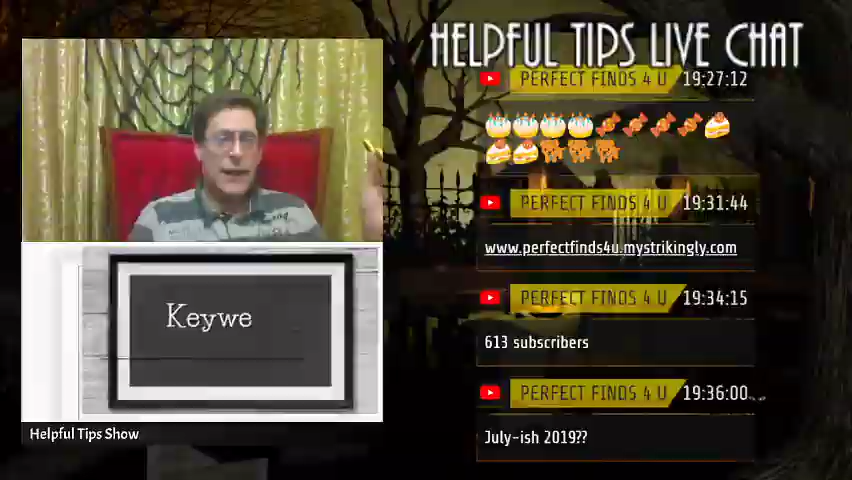 HELPFUL TIPS LIVE CHAT
PERFECT FINDS 4 U 19:27:12
PERFECT FINDS 4 U 19:31:44
www.perfectfinds4u.mystrikingly.com
PERFECT FINDS 4 U 19:34:15
613 subscribers
PERFECT FINDS 4 U 19:36:00
July-ish 2019??
Keywe
Helpful Tips Show